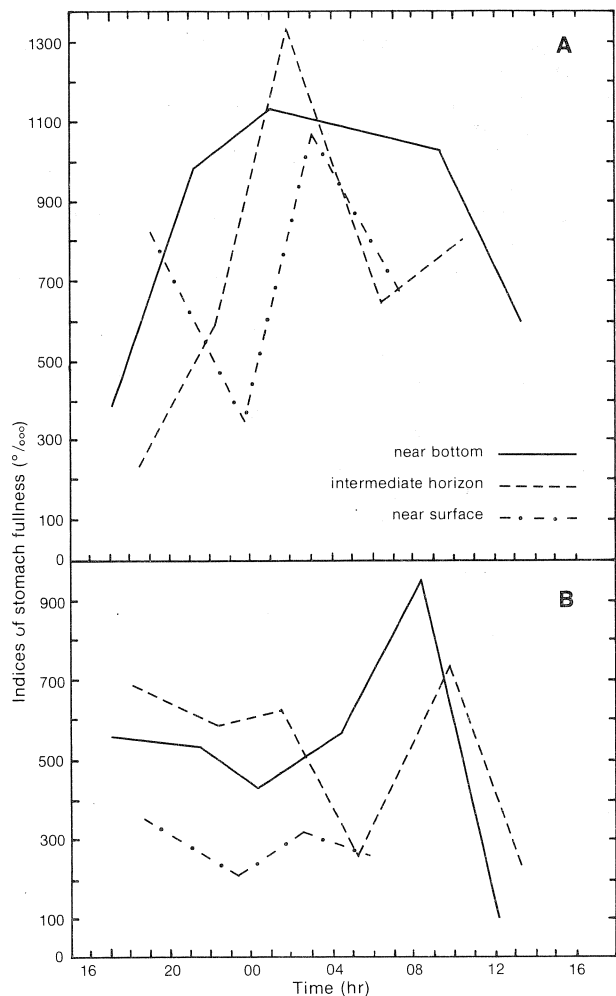 A
1300
1100
900
700
500
300
100
0
near bottom
intermediate horizon
near surface
Indices of stomach fullness (°/ooo)
B
900
700
500
300
100
0
16 20 00 04 08 12 16
Time (hr)